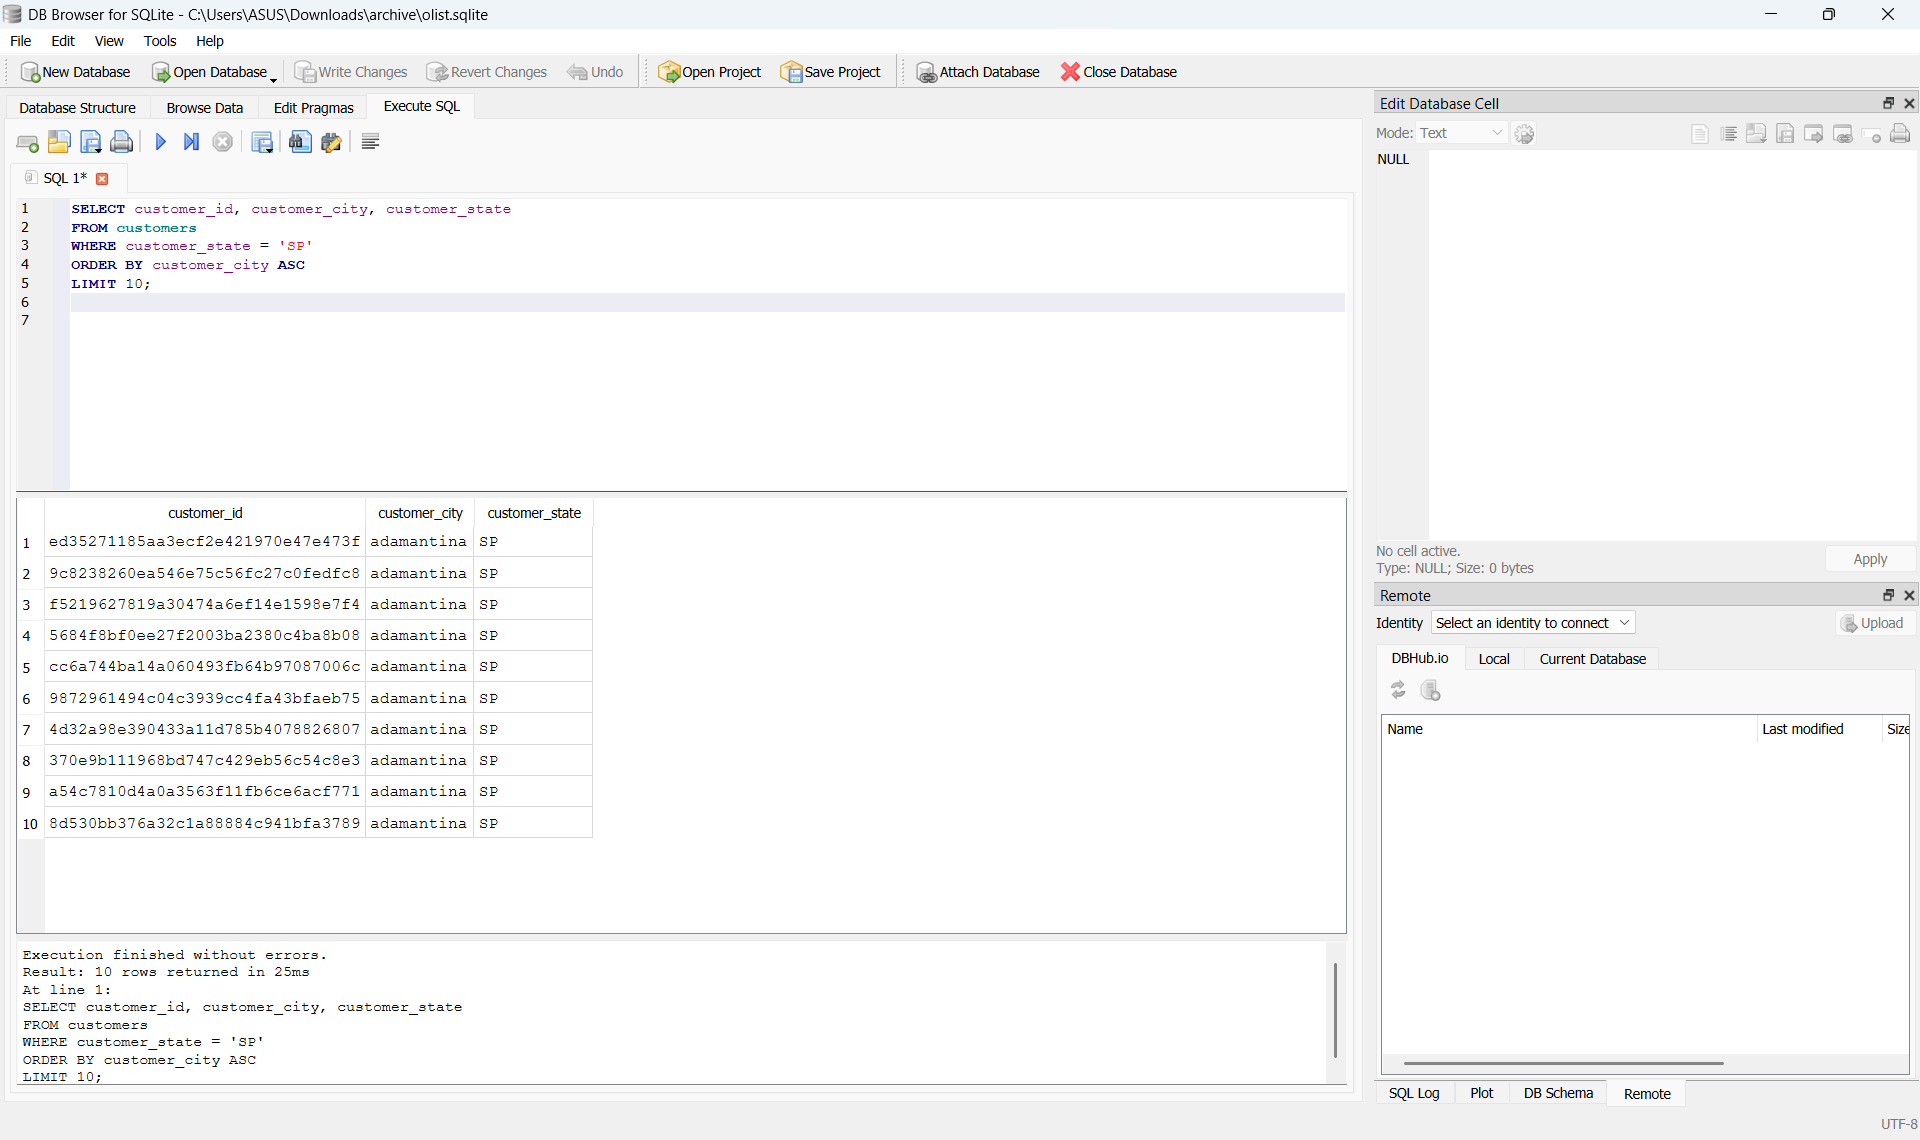 DB Browser for SQLite - C:\Users\ASUS\Downloads\archive\olist.sqlite
File Edit View Tools Help
New Database Open Database Write Changes Revert Changes Undo Open Project Save Project Attach Database Close Database
Database Structure Browse Data Edit Pragmas Execute SQL
SQL 1*
1 SELECT customer_id, customer_city, customer_state
2 FROM customers
3 WHERE customer_state = 'SP'
4 ORDER BY customer_city ASC
5 LIMIT 10;
6
7
customer_id customer_city customer_state
1 ed35271185aa3ecf2e421970e47e473f adamantina SP
2 9c8238260ea546e75c56fc27c0fedfc8 adamantina SP
3 f5219627819a30474a6ef14e1598e7f4 adamantina SP
4 5684f8bf0ee27f2003ba2380c4ba8b08 adamantina SP
5 cc6a744ba14a060493fb64b97087006c adamantina SP
6 9872961494c04c3939cc4fa43bfaeb75 adamantina SP
7 4d32a98e390433a11d785b4078826807 adamantina SP
8 370e9b111968bd747c429eb56c54c8e3 adamantina SP
9 a54c7810d4a0a3563f11fb6ce6acf771 adamantina SP
10 8d530bb376a32c1a88884c941bfa3789 adamantina SP
Execution finished without errors.
Result: 10 rows returned in 25ms
At line 1:
SELECT customer_id, customer_city, customer_state
FROM customers
WHERE customer_state = 'SP'
ORDER BY customer_city ASC
LIMIT 10;
Edit Database Cell
Mode: Text
NULL
No cell active.
Type: NULL; Size: 0 bytes
Apply
Remote
Identity Select an identity to connect Upload
DBHub.io Local Current Database
Name Last modified Size
SQL Log Plot DB Schema Remote
UTF-8